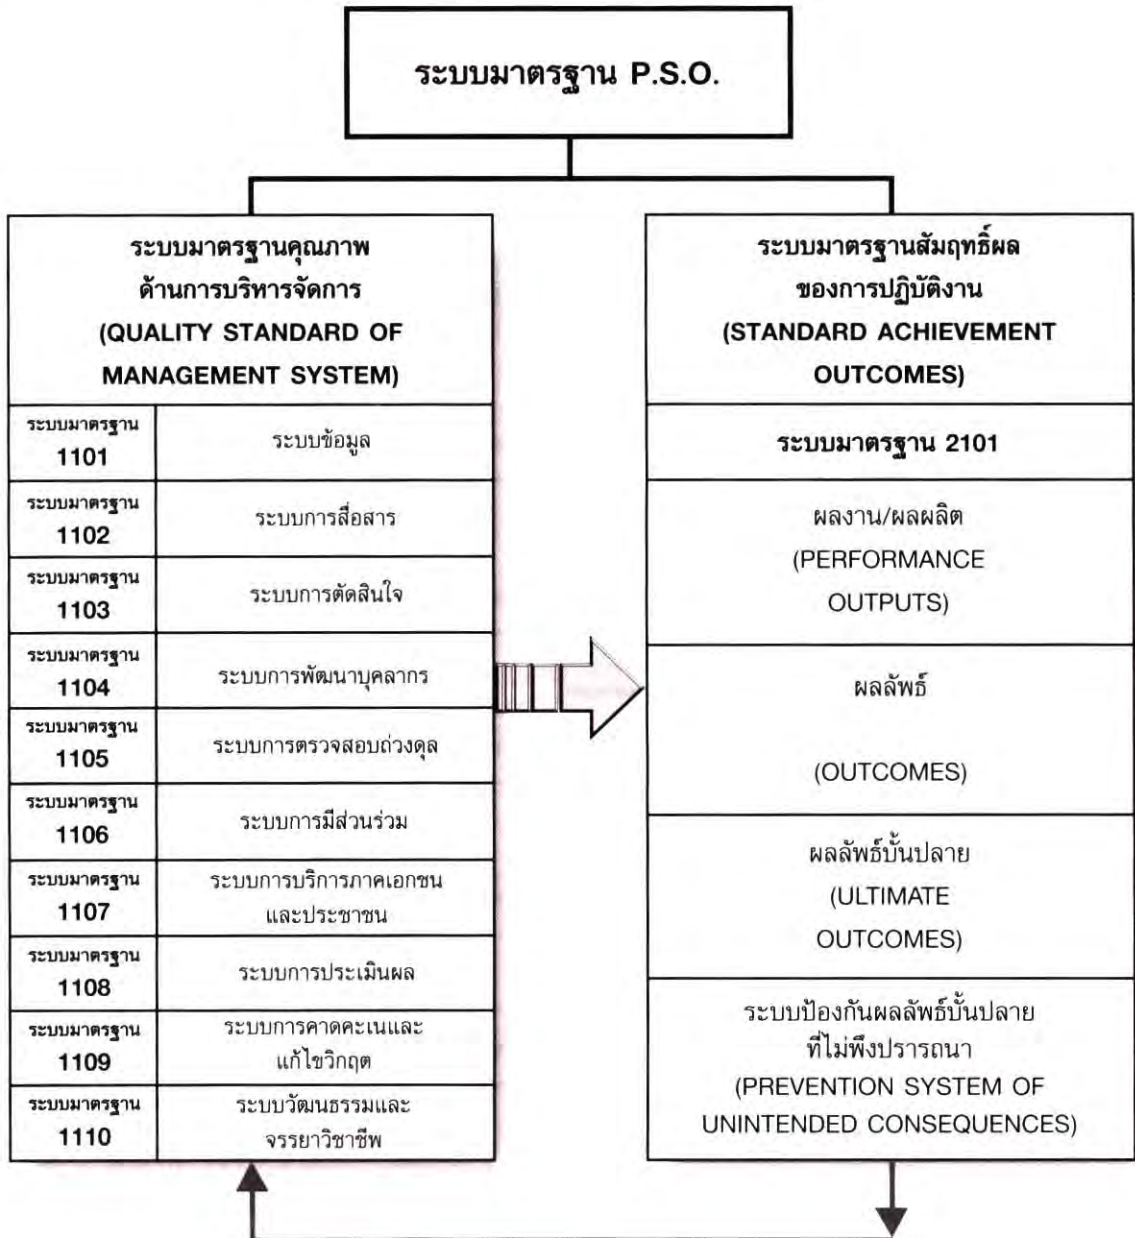 ระบบมาตรฐาน P.S.O.
ระบบมาตรฐานคุณภาพ
ด้านการบริหารจัดการ
(QUALITY STANDARD OF
MANAGEMENT SYSTEM)
ระบบมาตรฐาน
1101
ระบบข้อมูล
ระบบมาตรฐาน
1102
ระบบการสื่อสาร
ระบบมาตรฐาน
1103
ระบบการตัดสินใจ
ระบบมาตรฐาน
1104
ระบบการพัฒนาบุคลากร
ระบบมาตรฐาน
1105
ระบบการตรวจสอบถ่วงดุล
ระบบมาตรฐาน
1106
ระบบการมีส่วนร่วม
ระบบมาตรฐาน
1107
ระบบการบริการภาคเอกชน
และประชาชน
ระบบมาตรฐาน
1108
ระบบการประเมินผล
ระบบมาตรฐาน
1109
ระบบการคาดคะเนและ
แก้ไขวิกฤต
ระบบมาตรฐาน
1110
ระบบวัฒนธรรมและ
จรรยาวิชาชีพ
ระบบมาตรฐานสัมฤทธิ์ผล
ของการปฏิบัติงาน
(STANDARD ACHIEVEMENT
OUTCOMES)
ระบบมาตรฐาน 2101
ผลงาน/ผลผลิต
(PERFORMANCE
OUTPUTS)
ผลลัพธ์
(OUTCOMES)
ผลลัพธ์บั้นปลาย
(ULTIMATE
OUTCOMES)
ระบบป้องกันผลลัพธ์บั้นปลาย
ที่ไม่พึงปรารถนา
(PREVENTION SYSTEM OF
UNINTENDED CONSEQUENCES)